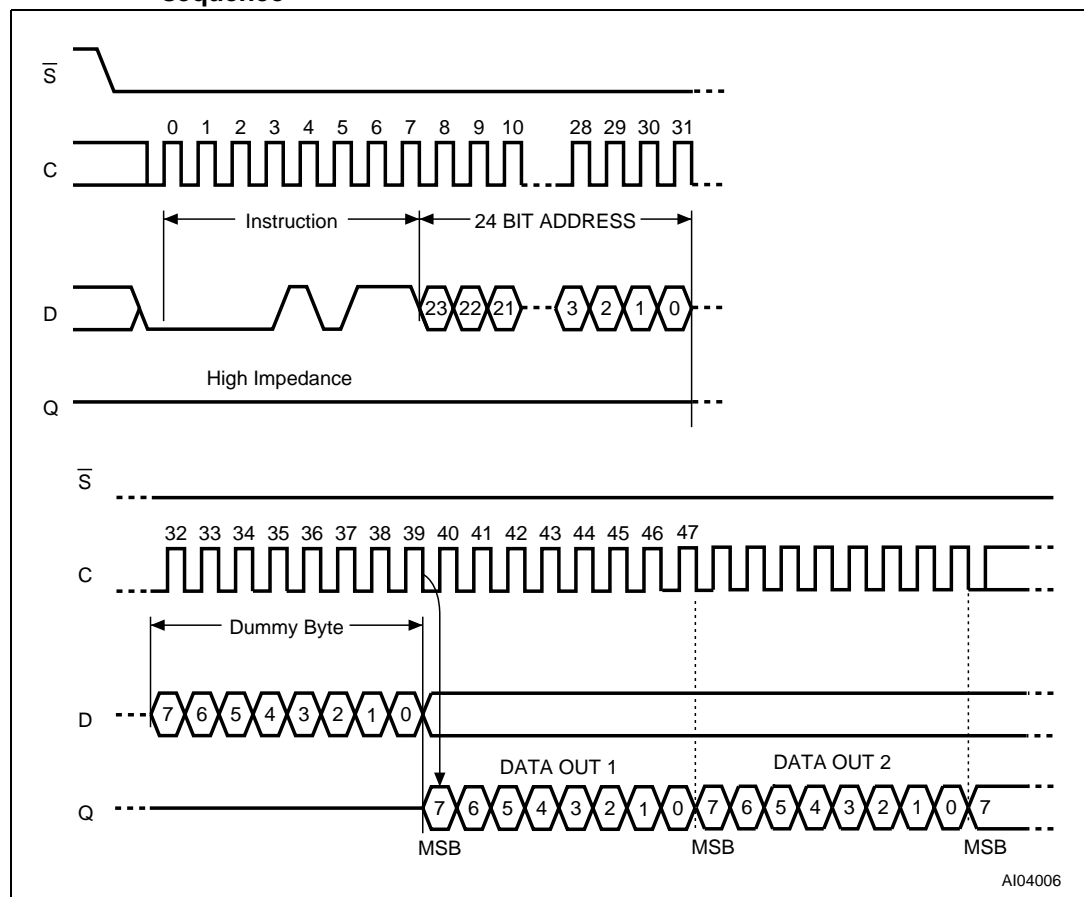 S
0 1 2 3 4 5 6 7 8 9 10 28 29 30 31
C
Instruction 24 BIT ADDRESS
D 23 22 21 3 2 1 0
High Impedance
Q
S
32 33 34 35 36 37 38 39 40 41 42 43 44 45 46 47
C
Dummy Byte
D 7 6 5 4 3 2 1 0
DATA OUT 1 DATA OUT 2
Q 7 6 5 4 3 2 1 0 7 6 5 4 3 2 1 0 7
MSB MSB MSB
AI04006